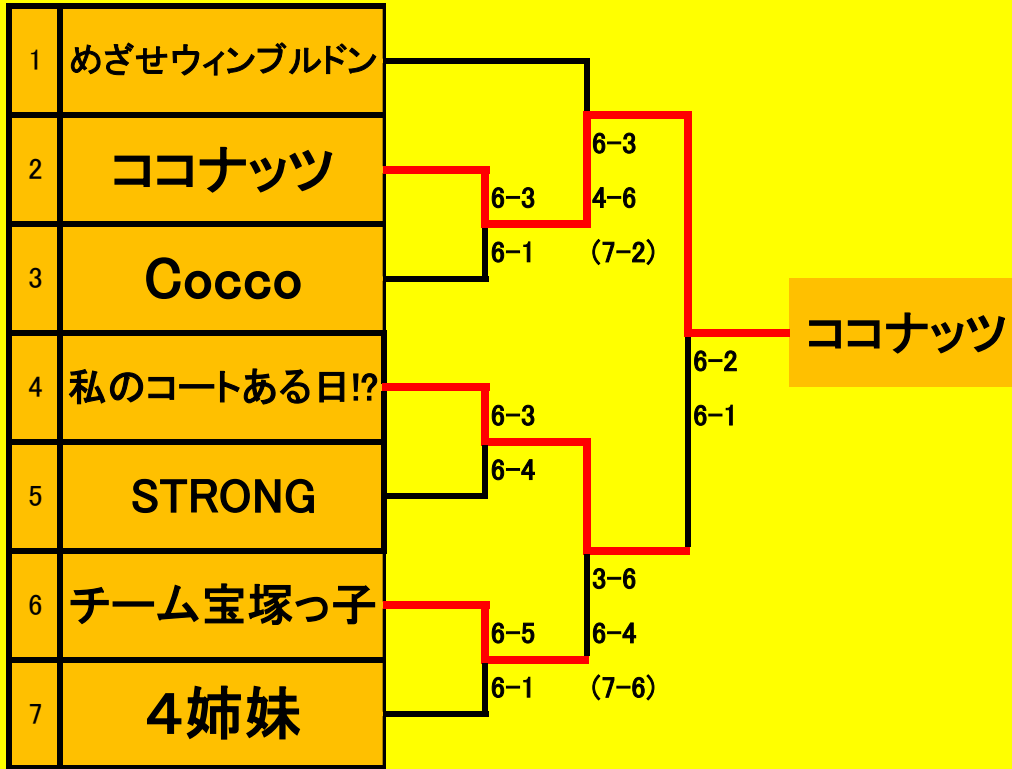 1 めざせウィンブルドン
2 ココナッツ
3 Cocco
4 私のコートある日!?
5 STRONG
6 チーム宝塚っ子
7 4姉妹
6-3
6-1
6-3
6-4
6-5
6-1
6-3
4-6
(7-2)
3-6
6-4
(7-6)
6-2
6-1
ココナッツ